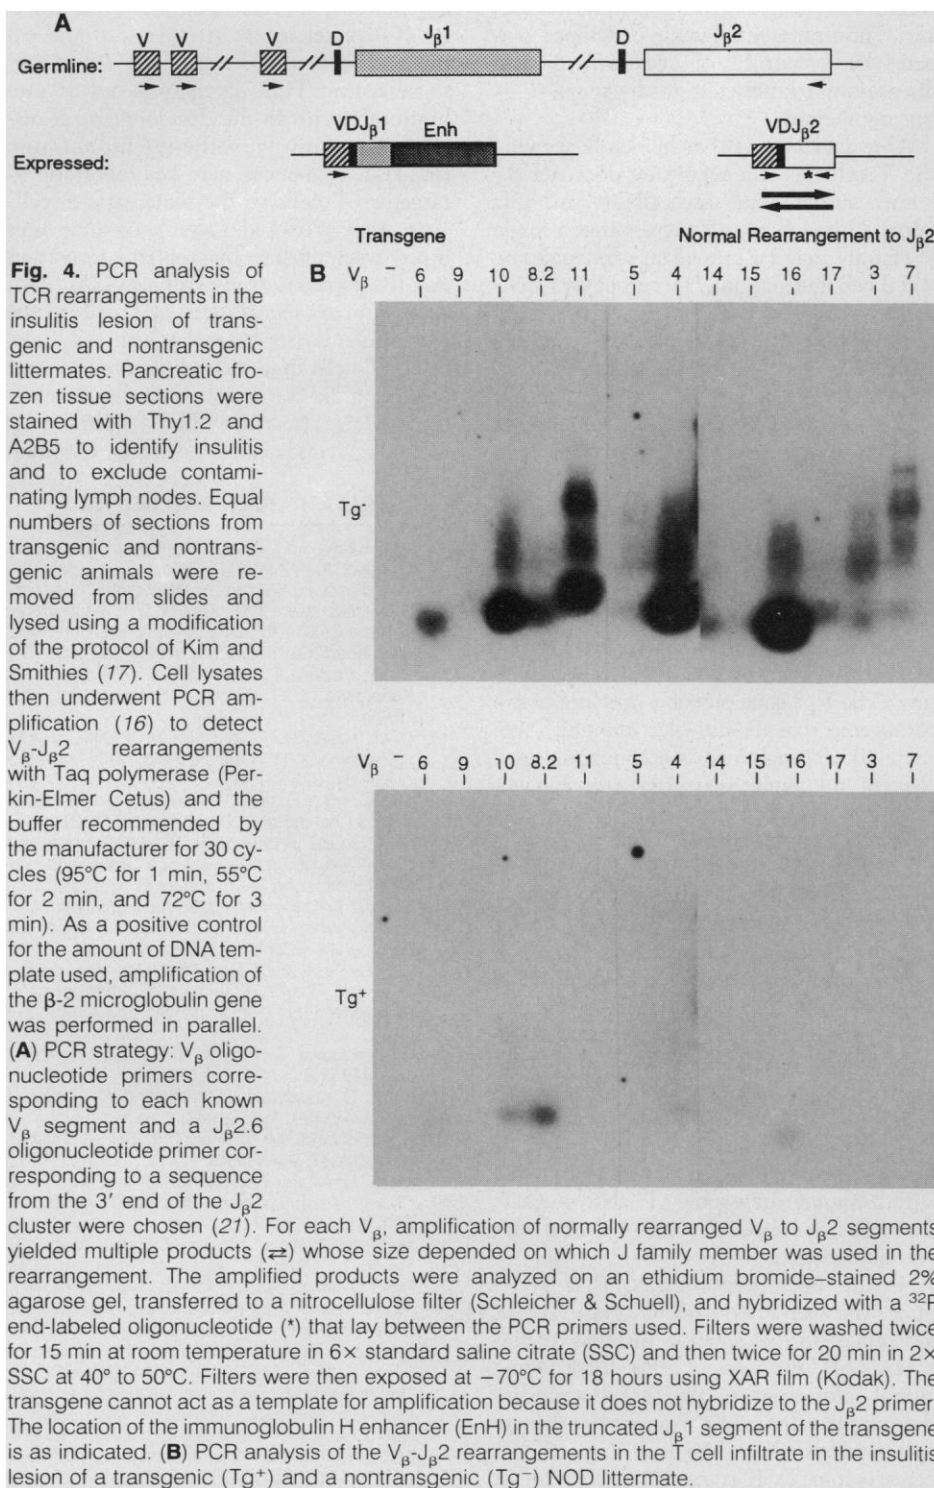 A
V V V D Jβ1 D Jβ2
Germline:
VDJβ1 Enh VDJβ2
Expressed:
*
Transgene Normal Rearrangement to Jβ2
Fig. 4. PCR analysis of
TCR rearrangements in the
insulitis lesion of trans-
genic and nontransgenic
littermates. Pancreatic fro-
zen tissue sections were
stained with Thy1.2 and
A2B5 to identify insulitis
and to exclude contami-
nating lymph nodes. Equal
numbers of sections from
transgenic and nontrans-
genic animals were re-
moved from slides and
lysed using a modification
of the protocol of Kim and
Smithies (17). Cell lysates
then underwent PCR am-
plification (16) to detect
Vβ-Jβ2 rearrangements
with Taq polymerase (Per-
kin-Elmer Cetus) and the
buffer recommended by
the manufacturer for 30 cy-
cles (95°C for 1 min, 55°C
for 2 min, and 72°C for 3
min). As a positive control
for the amount of DNA tem-
plate used, amplification of
the β-2 microglobulin gene
was performed in parallel.
(A) PCR strategy: Vβ oligo-
nucleotide primers corre-
sponding to each known
Vβ segment and a Jβ2.6
oligonucleotide primer cor-
responding to a sequence
from the 3′ end of the Jβ2
cluster were chosen (21). For each Vβ, amplification of normally rearranged Vβ to Jβ2 segments
yielded multiple products (⇄) whose size depended on which J family member was used in the
rearrangement. The amplified products were analyzed on an ethidium bromide–stained 2%
agarose gel, transferred to a nitrocellulose filter (Schleicher & Schuell), and hybridized with a 32P
end-labeled oligonucleotide (*) that lay between the PCR primers used. Filters were washed twice
for 15 min at room temperature in 6× standard saline citrate (SSC) and then twice for 20 min in 2×
SSC at 40° to 50°C. Filters were then exposed at −70°C for 18 hours using XAR film (Kodak). The
transgene cannot act as a template for amplification because it does not hybridize to the Jβ2 primer.
The location of the immunoglobulin H enhancer (EnH) in the truncated Jβ1 segment of the transgene
is as indicated. (B) PCR analysis of the Vβ-Jβ2 rearrangements in the T cell infiltrate in the insulitis
lesion of a transgenic (Tg+) and a nontransgenic (Tg−) NOD littermate.
B
Vβ − 6 9 10 8.2 11 5 4 14 15 16 17 3 7
Tg-
Vβ − 6 9 10 8.2 11 5 4 14 15 16 17 3 7
Tg+